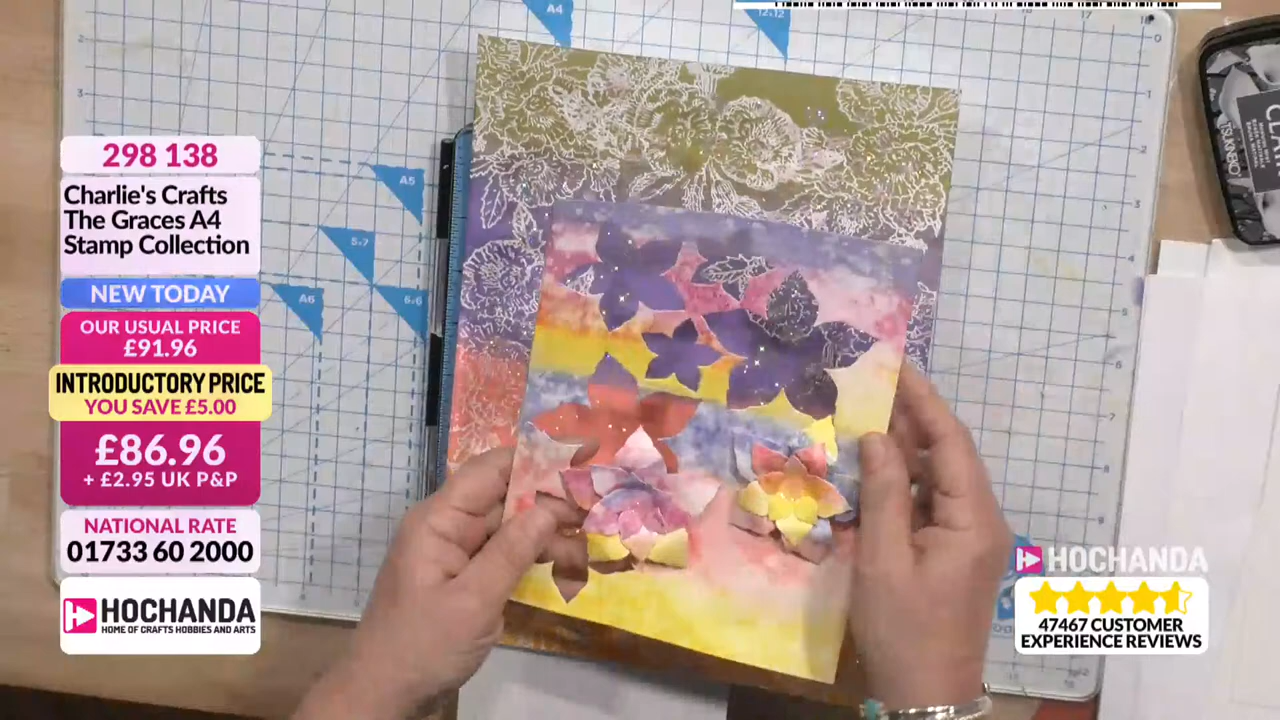 298 138
Charlie's Crafts
The Graces A4
Stamp Collection
NEW TODAY
OUR USUAL PRICE
£91.96
INTRODUCTORY PRICE
YOU SAVE £5.00
£86.96
+ £2.95 UK P&P
NATIONAL RATE
01733 60 2000
HOCHANDA
HOME OF CRAFTS HOBBIES AND ARTS
A4
12x12
A5
5x7
A6
6x6
HOCHANDA
47467 CUSTOMER
EXPERIENCE REVIEWS
TSUKINEKO